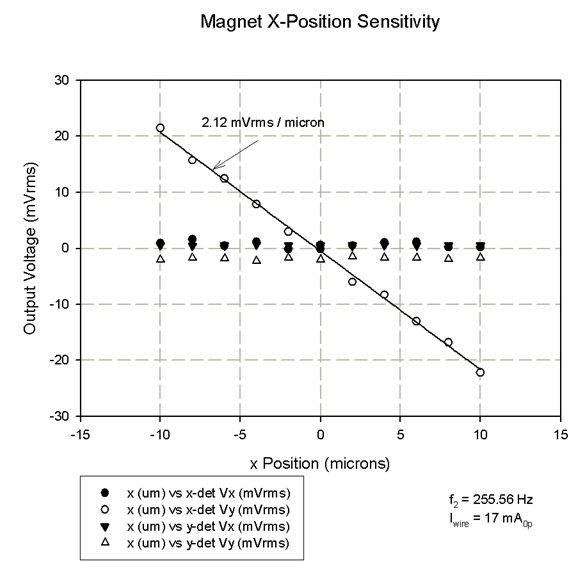 Magnet X-Position Sensitivity
30
20
10
0
-10
-20
-30
Output Voltage (mVrms)
2.12 mVrms / micron
-15
-10
-5
0
5
10
15
x Position (microns)
x (um) vs x-det Vx (mVrms)
x (um) vs x-det Vy (mVrms)
x (um) vs y-det Vx (mVrms)
x (um) vs y-det Vy (mVrms)
f2 = 255.56 Hz
Iwire = 17 mA0p